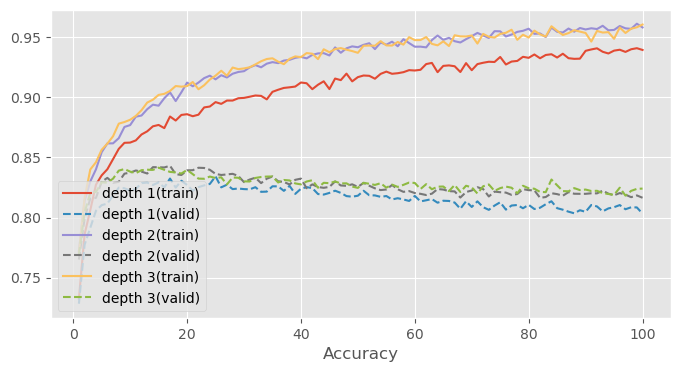 0.95
0.90
0.85
0.80
0.75
depth 1(train)
depth 1(valid)
depth 2(train)
depth 2(valid)
depth 3(train)
depth 3(valid)
0 20 40 60 80 100
Accuracy